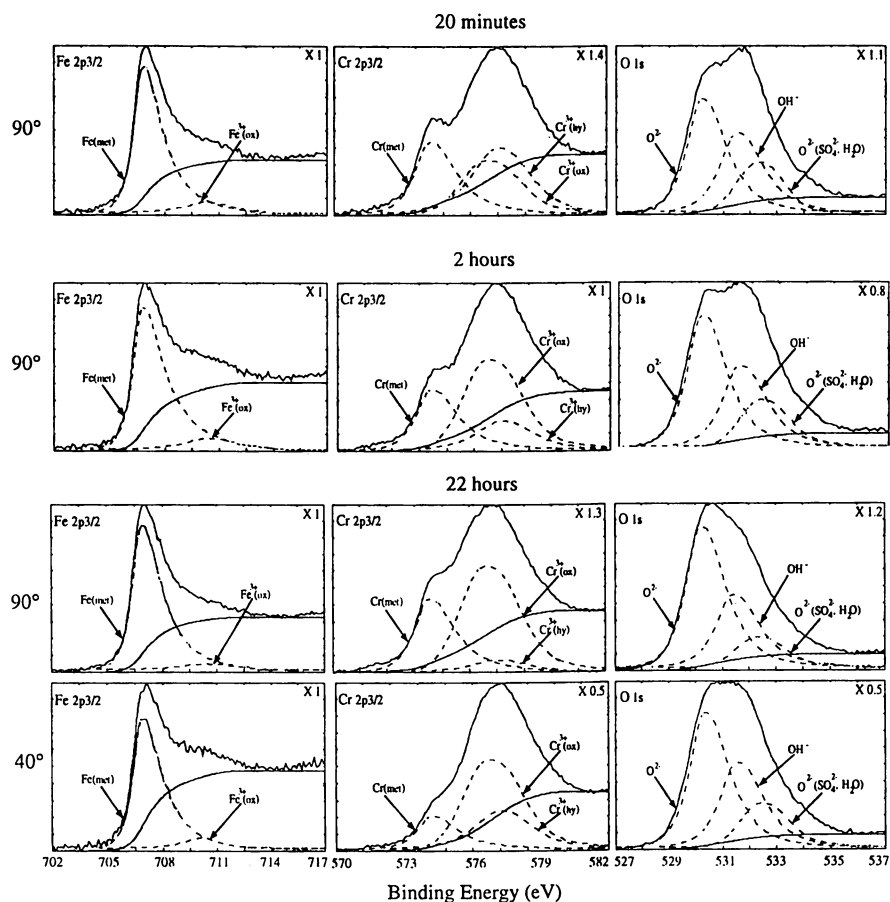 20 minutes
90°
Fe 2p3/2 X 1
Fe(met)
Fe³⁺(ox)
Cr 2p3/2 X 1.4
Cr(met)
Cr³⁺(hy)
Cr³⁺(ox)
O 1s X 1.1
O²⁻
OH⁻
O²⁻(SO₄²⁻· H₂O)
2 hours
90°
Fe 2p3/2 X 1
Fe(met)
Fe³⁺(ox)
Cr 2p3/2 X 1
Cr(met)
Cr³⁺(ox)
Cr³⁺(hy)
O 1s X 0.8
O²⁻
OH⁻
O²⁻(SO₄²⁻· H₂O)
22 hours
90°
Fe 2p3/2 X 1
Fe(met)
Fe³⁺(ox)
Cr 2p3/2 X 1.3
Cr(met)
Cr³⁺(ox)
Cr³⁺(hy)
O 1s X 1.2
O²⁻
OH⁻
O²⁻(SO₄²⁻· H₂O)
40°
Fe 2p3/2 X 1
Fe(met)
Fe³⁺(ox)
Cr 2p3/2 X 0.5
Cr(met)
Cr³⁺(ox)
Cr³⁺(hy)
O 1s X 0.5
O²⁻
OH⁻
O²⁻(SO₄²⁻· H₂O)
702 705 708 711 714 717 570 573 576 579 582 527 529 531 533 535 537
Binding Energy (eV)